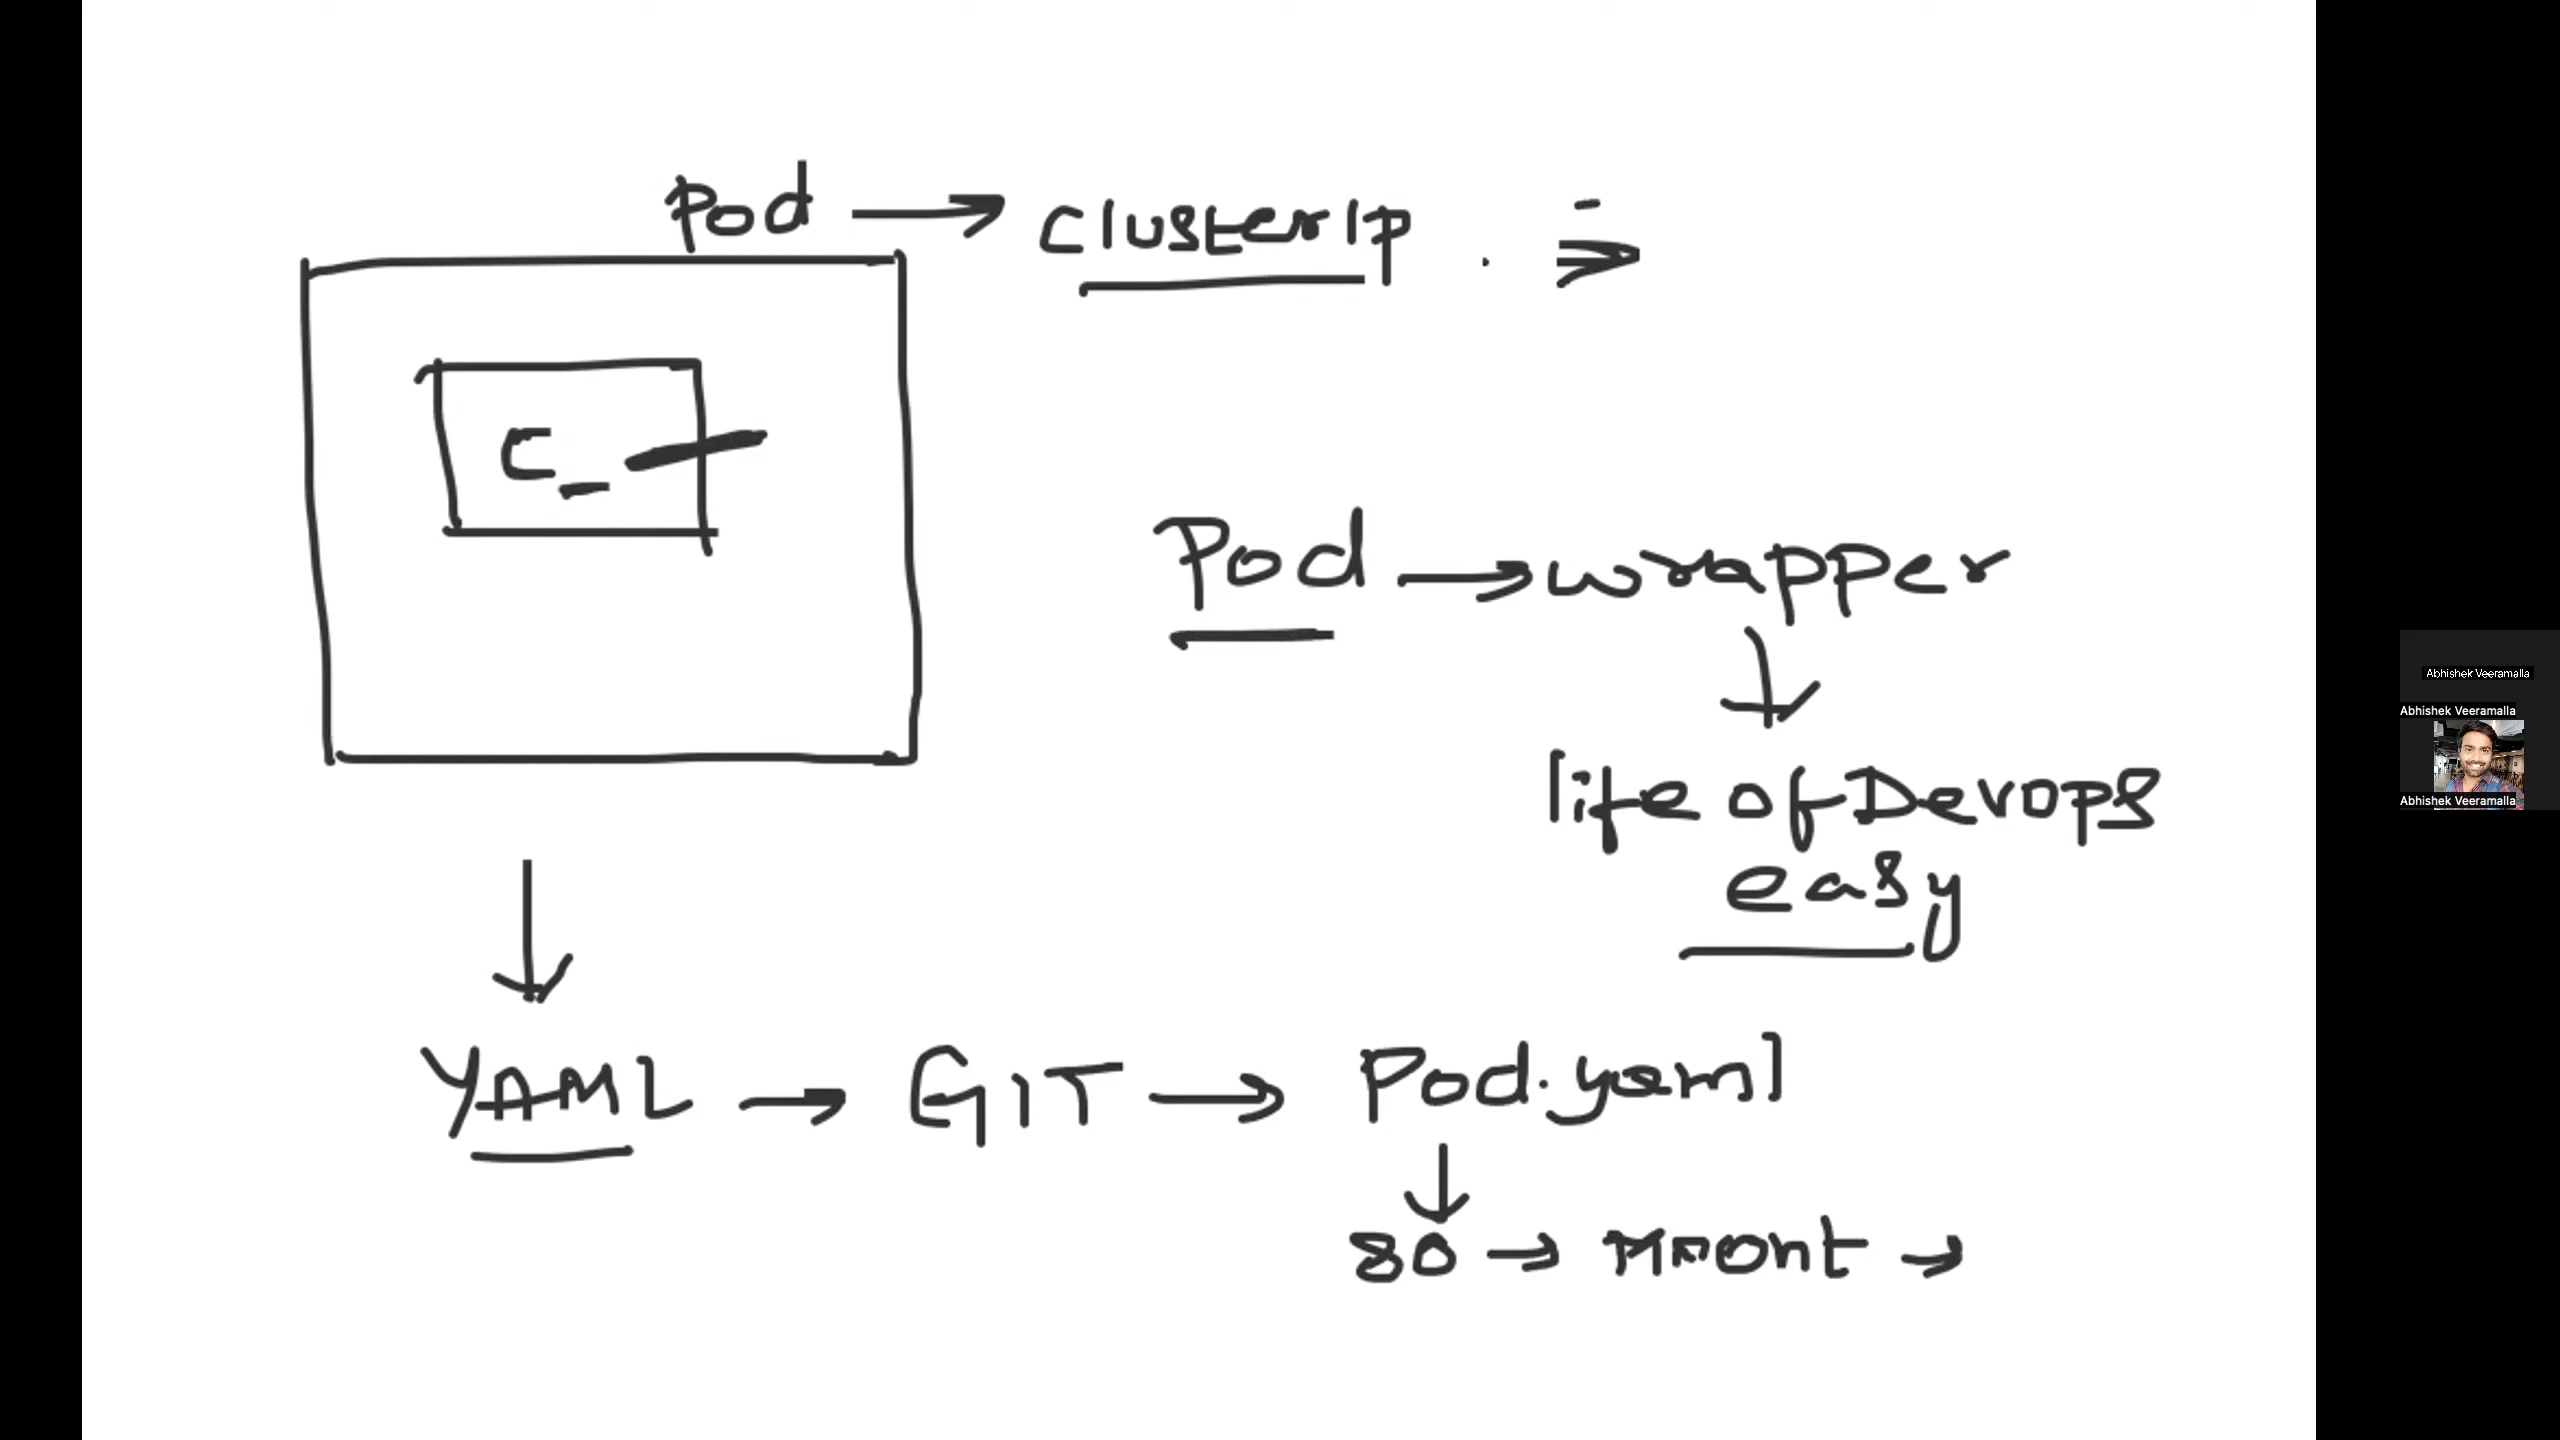 Pod → ClusterIp
C_
Pod → wrapper
↓
life of Devops
easy
↓
YAML → GIT → Pod.yaml
↓
80 → mount →
Abhishek Veeramalla
Abhishek Veeramalla
Abhishek Veeramalla